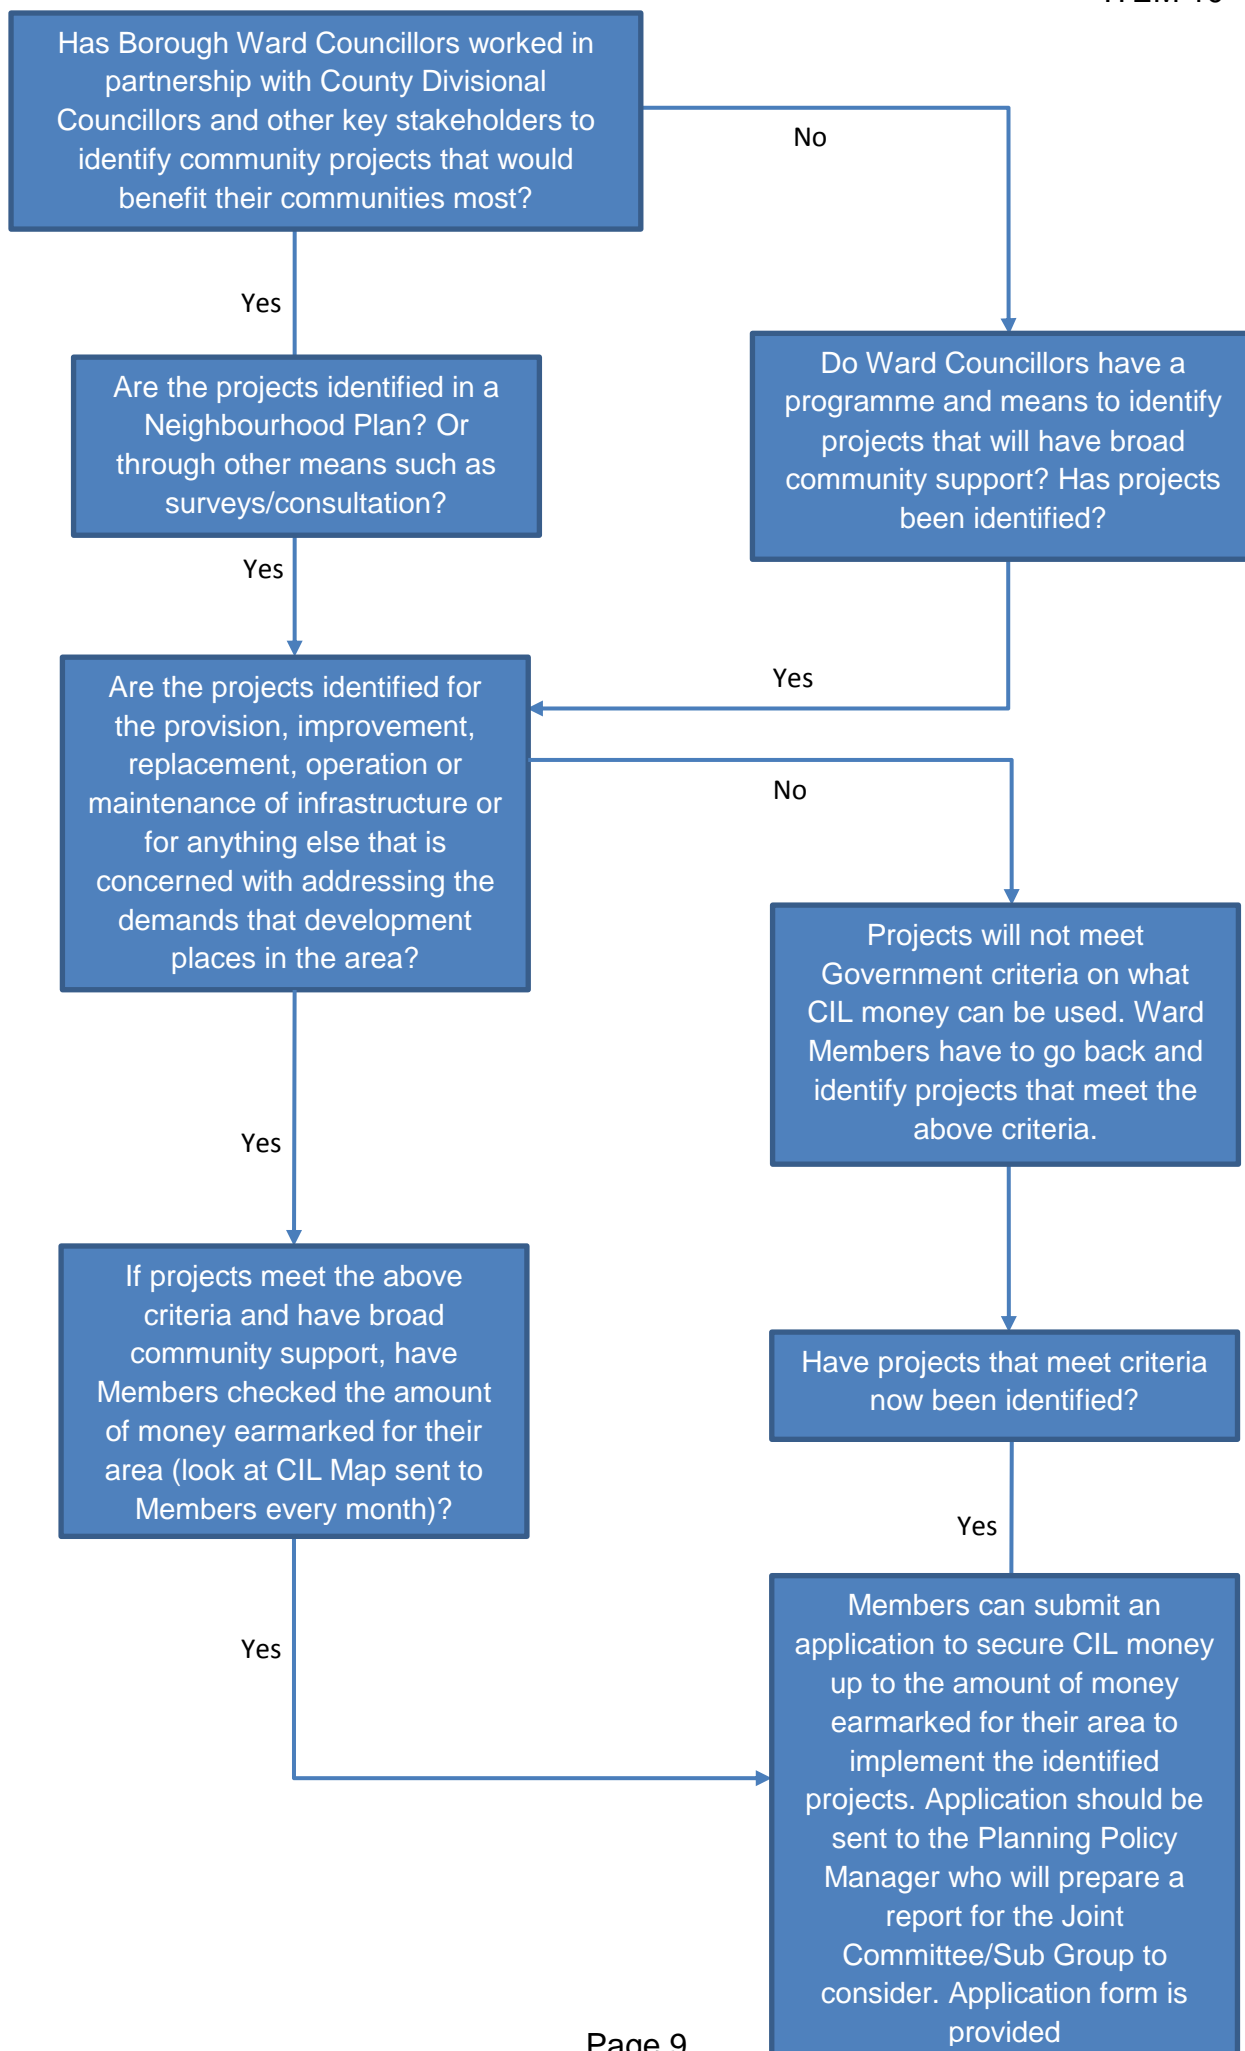 Has Borough Ward Councillors worked in
partnership with County Divisional
Councillors and other key stakeholders to
identify community projects that would
benefit their communities most?
No
Yes
Are the projects identified in a
Neighbourhood Plan? Or
through other means such as
surveys/consultation?
Do Ward Councillors have a
programme and means to identify
projects that will have broad
community support? Has projects
been identified?
Yes
Yes
Are the projects identified for
the provision, improvement,
replacement, operation or
maintenance of infrastructure or
for anything else that is
concerned with addressing the
demands that development
places in the area?
No
Projects will not meet
Government criteria on what
CIL money can be used. Ward
Members have to go back and
identify projects that meet the
above criteria.
Yes
If projects meet the above
criteria and have broad
community support, have
Members checked the amount
of money earmarked for their
area (look at CIL Map sent to
Members every month)?
Have projects that meet criteria
now been identified?
Yes
Yes
Members can submit an
application to secure CIL money
up to the amount of money
earmarked for their area to
implement the identified
projects. Application should be
sent to the Planning Policy
Manager who will prepare a
report for the Joint
Committee/Sub Group to
consider. Application form is
provided
Page 9